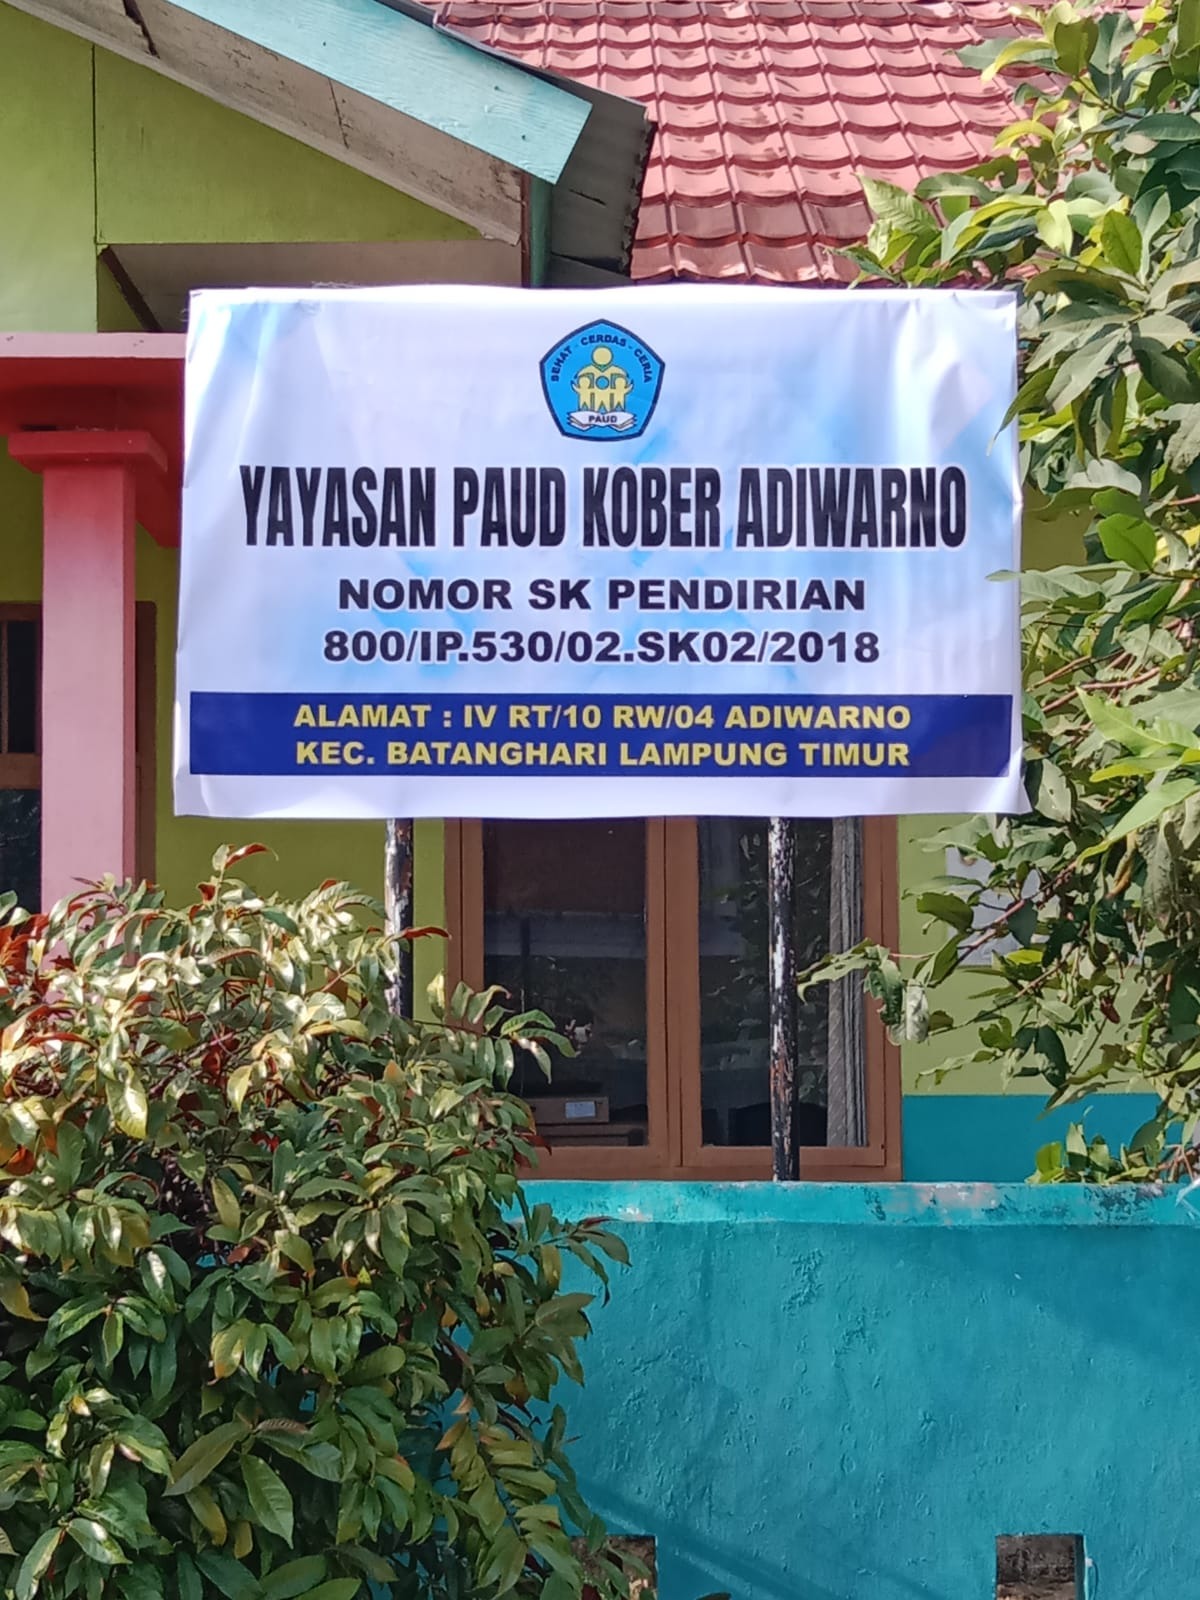 SEHAT - CERDAS - CERIA
PAUD
YAYASAN PAUD KOBER ADIWARNO
NOMOR SK PENDIRIAN
800/IP.530/02.SK02/2018
ALAMAT : IV RT/10 RW/04 ADIWARNO
KEC. BATANGHARI LAMPUNG TIMUR